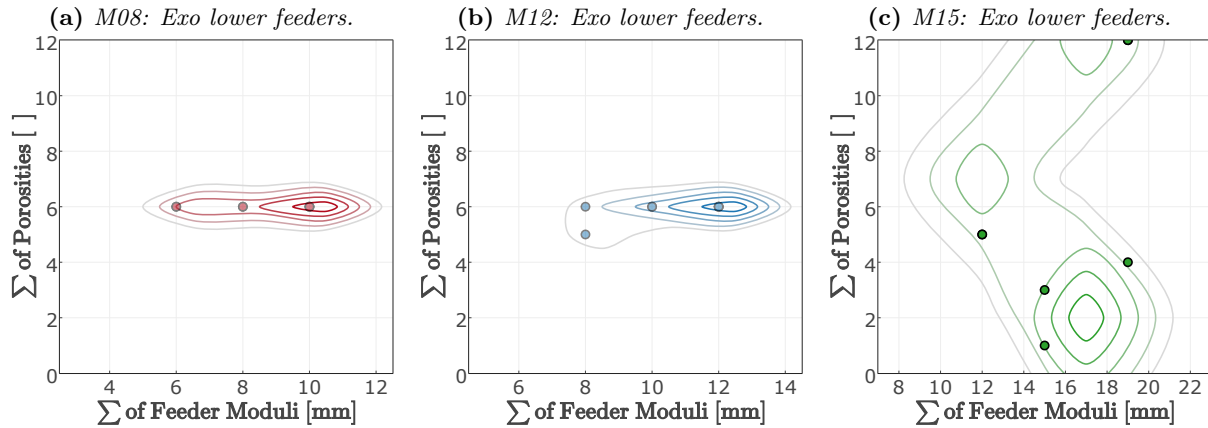 (a) M08: Exo lower feeders.
12
10
8
6
4
2
0
∑ of Porosities [ ]
4 6 8 10 12
∑ of Feeder Moduli [mm]
(b) M12: Exo lower feeders.
12
10
8
6
4
2
0
∑ of Porosities [ ]
6 8 10 12 14
∑ of Feeder Moduli [mm]
(c) M15: Exo lower feeders.
12
10
8
6
4
2
0
∑ of Porosities [ ]
8 10 12 14 16 18 20 22
∑ of Feeder Moduli [mm]